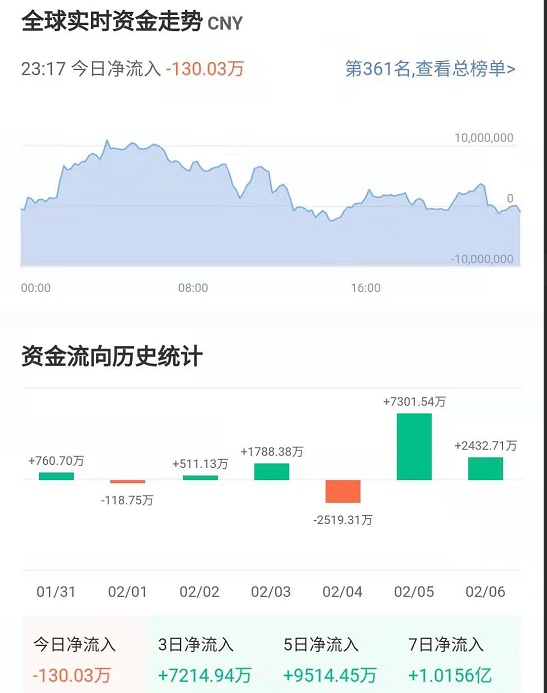 全球实时资金走势 CNY
23:17 今日净流入 -130.03万 第361名,查看总榜单>
10,000,000
0
-10,000,000
00:00 08:00 16:00
资金流向历史统计
+7301.54万
+2432.71万
+1788.38万
+760.70万 +511.13万
-118.75万
-2519.31万
01/31 02/01 02/02 02/03 02/04 02/05 02/06
今日净流入 3日净流入 5日净流入 7日净流入
-130.03万 +7214.94万 +9514.45万 +1.0156亿